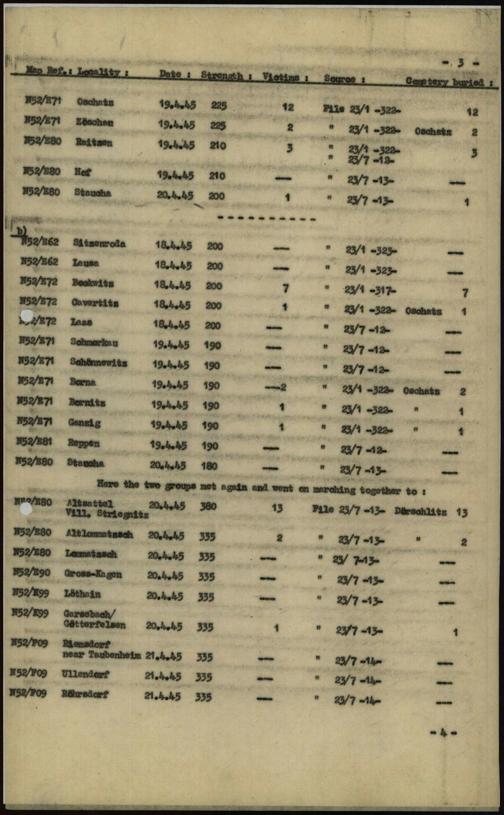 - 3 -
Map Ref.: Locality : Date : Strength : Victims : Source : Cemetery buried :
N52/E71 Oschatz 19.4.45 225 12 File 23/1 -322- 12
N52/E71 Zöschau 19.4.45 225 2 " 23/1 -322- Oschatz 2
N52/E80 Raitzen 19.4.45 210 3 " 23/1 -322- 3
" 23/7 -12-
N52/E80 Hof 19.4.45 210 — " 23/7 -13- —
N52/E80 Staucha 20.4.45 200 1 " 23/7 -13- 1
- - - - - - - - - -
b)
N52/E62 Sitzenroda 18.4.45 200 — " 23/1 -323- —
N52/E62 Lausa 18.4.45 200 — " 23/1 -323- —
N52/E72 Bockwitz 18.4.45 200 7 " 23/1 -317- 7
N52/E72 Cavertitz 18.4.45 200 1 " 23/1 -322- Oschatz 1
N52/E72 Laas 18.4.45 200 — " 23/7 -12- —
N52/E71 Schmorkau 19.4.45 190 — " 23/7 -12- —
N52/E71 Schönnewitz 19.4.45 190 — " 23/7 -12- —
N52/E71 Borna 19.4.45 190 —2 " 23/1 -322- Oschatz 2
N52/E71 Bornitz 19.4.45 190 1 " 23/1 -322- " 1
N52/E71 Ganzig 19.4.45 190 1 " 23/1 -322- " 1
N52/E81 Reppen 19.4.45 190 — " 23/7 -12- —
N52/E80 Staucha 20.4.45 180 — " 23/7 -13- —
Here the two groups met again and went on marching together to :
N52/E80 Altsattel 20.4.45 380 13 File 23/7 -13- Dörschlitz 13
Vill. Striegnitz
N52/E80 Altlommatzsch 20.4.45 335 2 " 23/7 -13- " 2
N52/E80 Lommatzsch 20.4.45 335 — " 23/ 7-13- —
N52/E90 Gross-Kagen 20.4.45 335 — " 23/7 -13- —
N52/E99 Löthain 20.4.45 335 — " 23/7 -13- —
N52/E99 Garsebach/
Götterfelsen 20.4.45 335 1 " 23/7 -13- 1
N52/F09 Riemsdorf
near Taubenheim 21.4.45 335 — " 23/7 -14- —
N52/F09 Ullendorf 21.4.45 335 — " 23/7 -14- —
N52/F09 Röhrsdorf 21.4.45 335 — " 23/7 -14- —
- 4 -